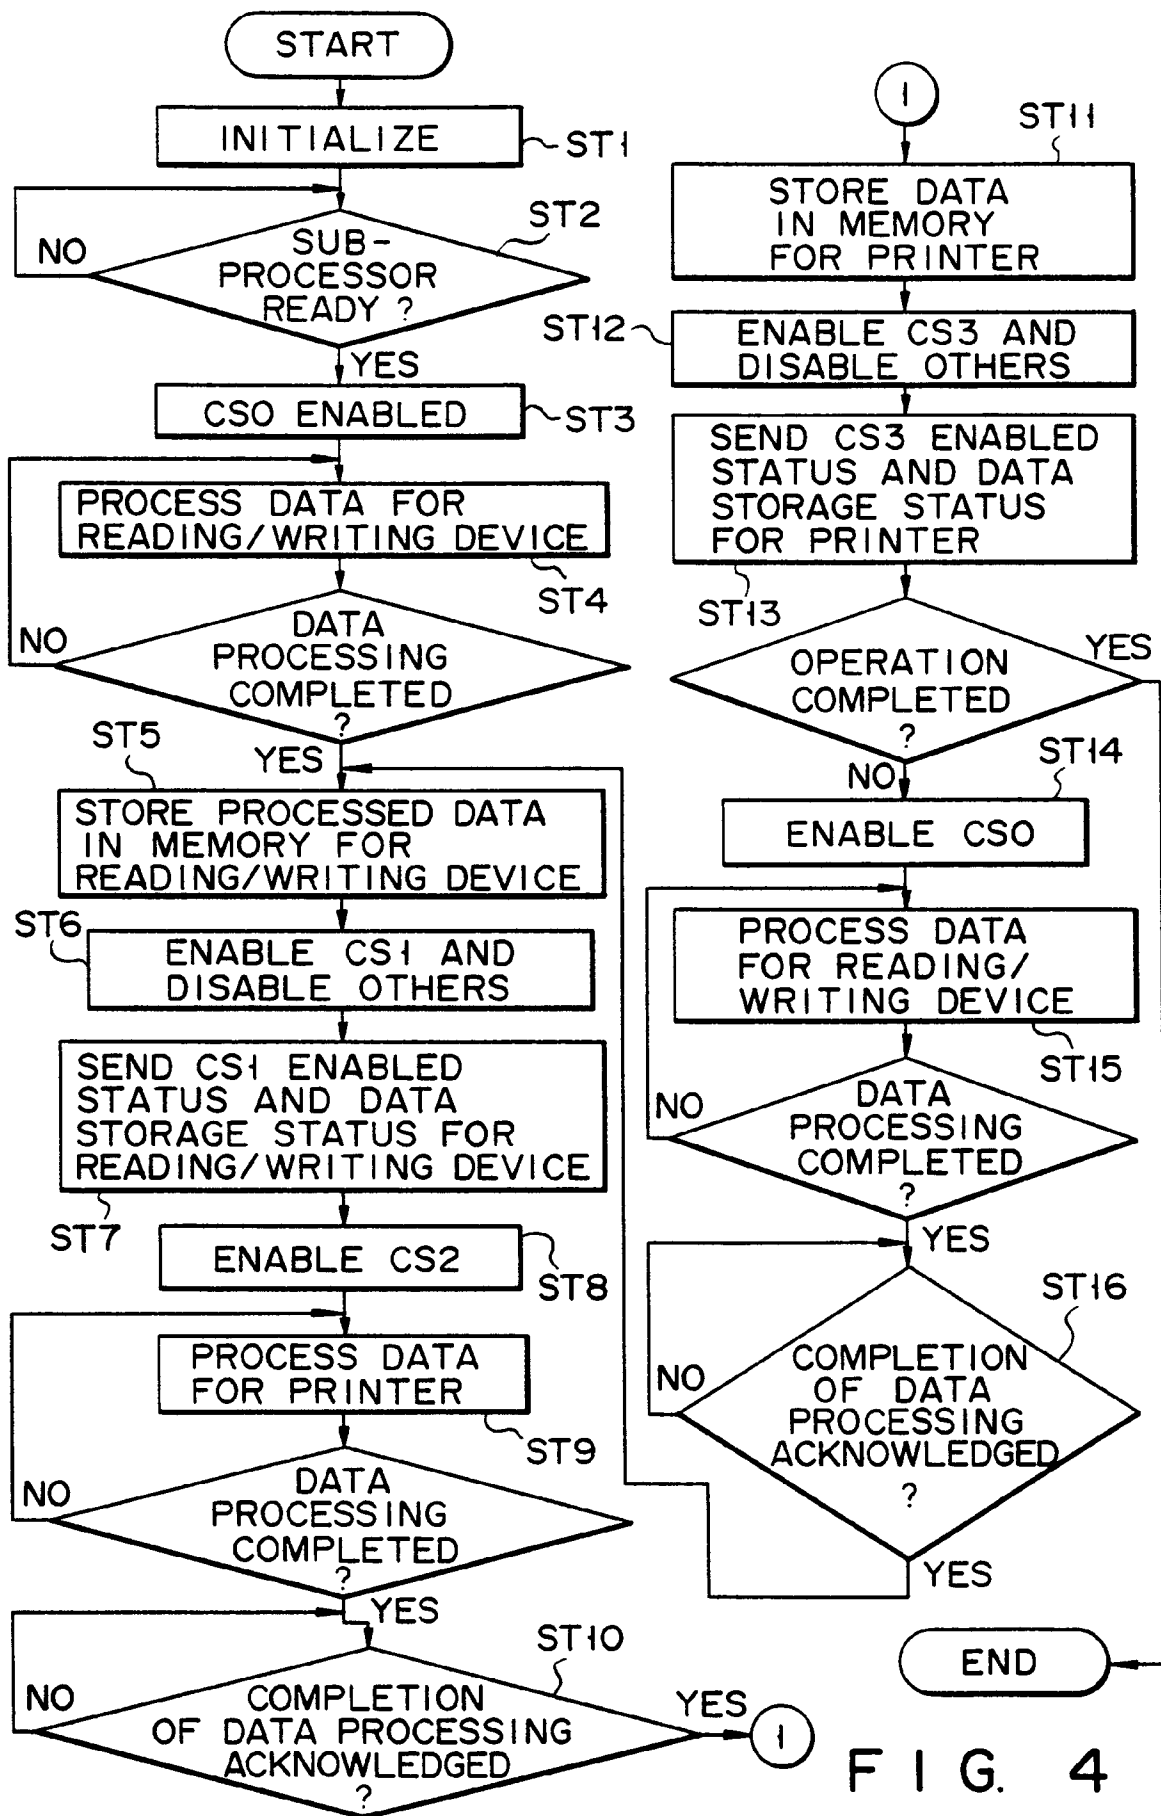 START
INITIALIZE
ST1
SUB-
PROCESSOR
READY ?
ST2
NO
YES
CS0 ENABLED
ST3
PROCESS DATA FOR
READING/WRITING DEVICE
ST4
DATA
PROCESSING
COMPLETED
?
NO
YES
ST5
STORE PROCESSED DATA
IN MEMORY FOR
READING/WRITING DEVICE
ST6
ENABLE CS1 AND
DISABLE OTHERS
SEND CS1 ENABLED
STATUS AND DATA
STORAGE STATUS FOR
READING/WRITING DEVICE
ST7
ENABLE CS2
ST8
PROCESS DATA
FOR PRINTER
ST9
DATA
PROCESSING
COMPLETED
?
NO
YES
ST10
COMPLETION
OF DATA PROCESSING
ACKNOWLEDGED
?
NO
YES
1
1
ST11
STORE DATA
IN MEMORY
FOR PRINTER
ST12
ENABLE CS3 AND
DISABLE OTHERS
SEND CS3 ENABLED
STATUS AND DATA
STORAGE STATUS
FOR PRINTER
ST13
OPERATION
COMPLETED
?
YES
NO
ST14
ENABLE CS0
PROCESS DATA
FOR READING/
WRITING DEVICE
ST15
DATA
PROCESSING
COMPLETED
?
NO
YES
ST16
COMPLETION
OF DATA
PROCESSING
ACKNOWLEDGED
?
NO
YES
END
FIG. 4